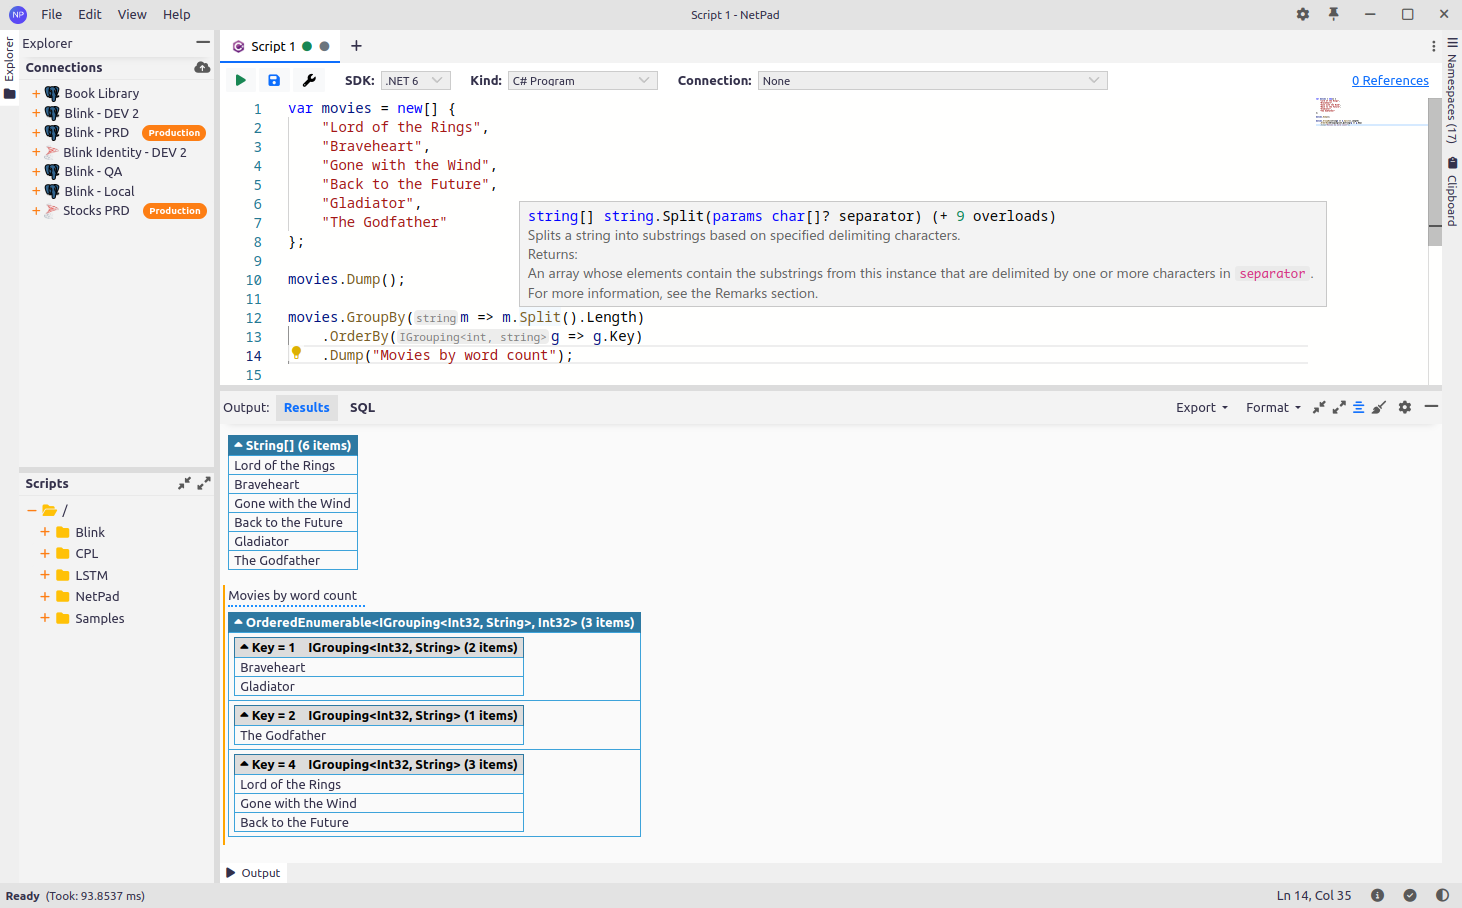 NP File Edit View Help Script 1 - NetPad
Explorer
Explorer
Connections
Book Library
Blink - DEV 2
Blink - PRD Production
Blink Identity - DEV 2
Blink - QA
Blink - Local
Stocks PRD Production
Scripts
/
Blink
CPL
LSTM
NetPad
Samples
Script 1
SDK: .NET 6 Kind: C# Program Connection: None 0 References
1 var movies = new[] {
2 "Lord of the Rings",
3 "Braveheart",
4 "Gone with the Wind",
5 "Back to the Future",
6 "Gladiator",
7 "The Godfather"
8 };
9
10 movies.Dump();
11
12 movies.GroupBy(string m => m.Split().Length)
13 .OrderBy(IGrouping<int, string> g => g.Key)
14 .Dump("Movies by word count");
15
string[] string.Split(params char[]? separator) (+ 9 overloads)
Splits a string into substrings based on specified delimiting characters.
Returns:
An array whose elements contain the substrings from this instance that are delimited by one or more characters in separator.
For more information, see the Remarks section.
Namespaces (17)
Clipboard
Output: Results SQL Export Format
String[] (6 items)
Lord of the Rings
Braveheart
Gone with the Wind
Back to the Future
Gladiator
The Godfather
Movies by word count
OrderedEnumerable<IGrouping<Int32, String>, Int32> (3 items)
Key = 1 IGrouping<Int32, String> (2 items)
Braveheart
Gladiator
Key = 2 IGrouping<Int32, String> (1 items)
The Godfather
Key = 4 IGrouping<Int32, String> (3 items)
Lord of the Rings
Gone with the Wind
Back to the Future
Output
Ready (Took: 93.8537 ms) Ln 14, Col 35